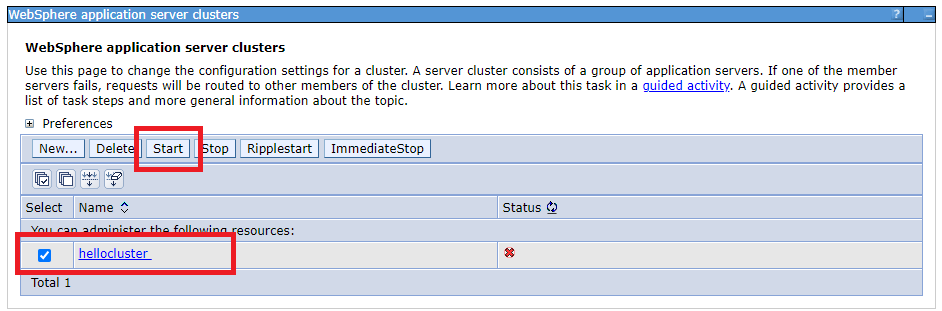 WebSphere application server clusters ? _
WebSphere application server clusters
Use this page to change the configuration settings for a cluster. A server cluster consists of a group of application servers. If one of the member
servers fails, requests will be routed to other members of the cluster. Learn more about this task in a guided activity. A guided activity provides a
list of task steps and more general information about the topic.
Preferences
New... Delete Start Stop Ripplestart ImmediateStop
Select Name Status
You can administer the following resources:
hellocluster
Total 1